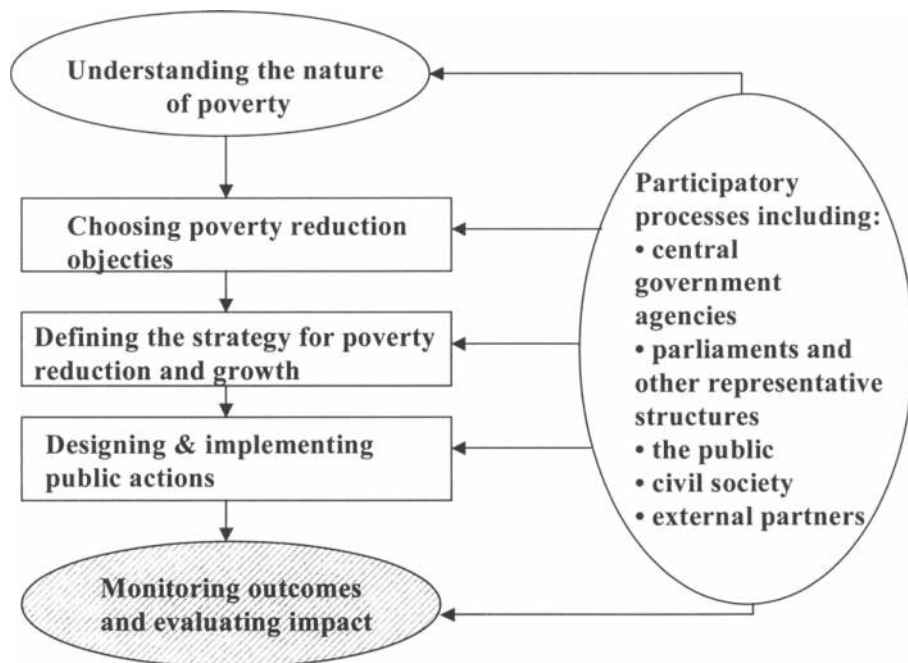 Understanding the nature
of poverty
Choosing poverty reduction
objecties
Defining the strategy for poverty
reduction and growth
Designing & implementing
public actions
Monitoring outcomes
and evaluating impact
Participatory
processes including:
• central
government
agencies
• parliaments and
other representative
structures
• the public
• civil society
• external partners